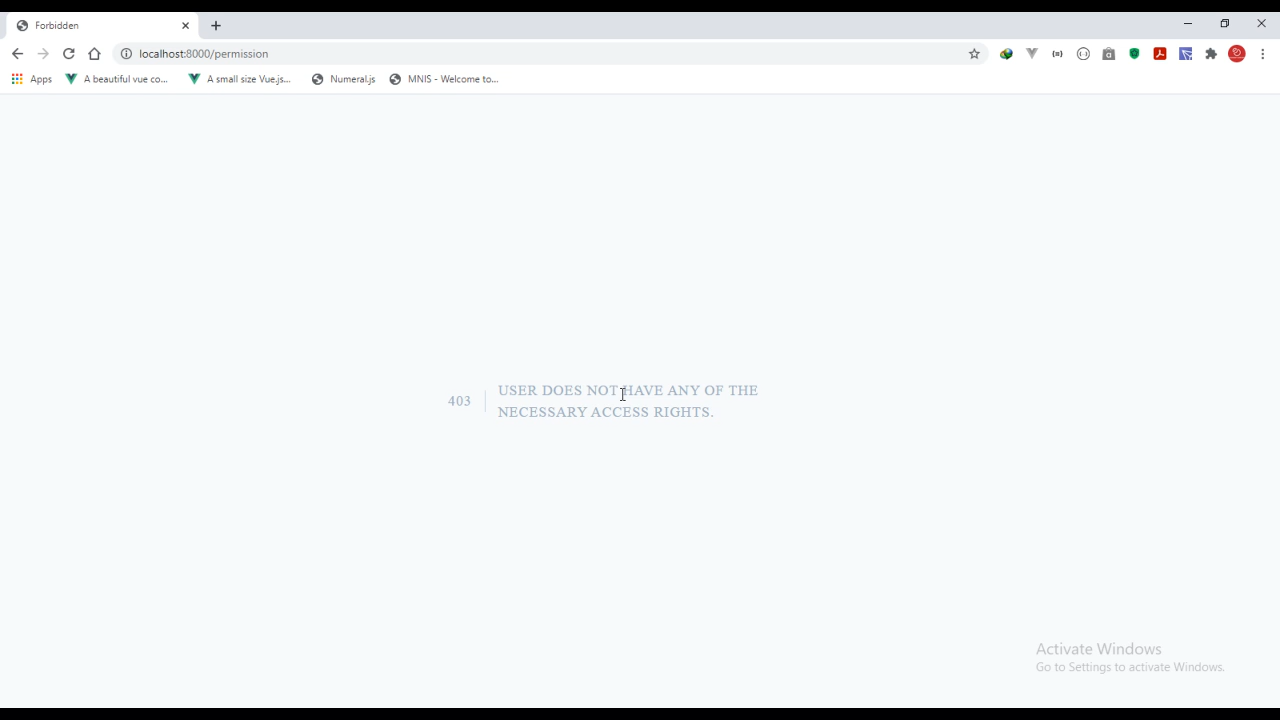 Forbidden
localhost:8000/permission
Apps
A beautiful vue co...
A small size Vue.js...
Numeral.js
MNIS - Welcome to...
403
USER DOES NOT HAVE ANY OF THE
NECESSARY ACCESS RIGHTS.
Activate Windows
Go to Settings to activate Windows.